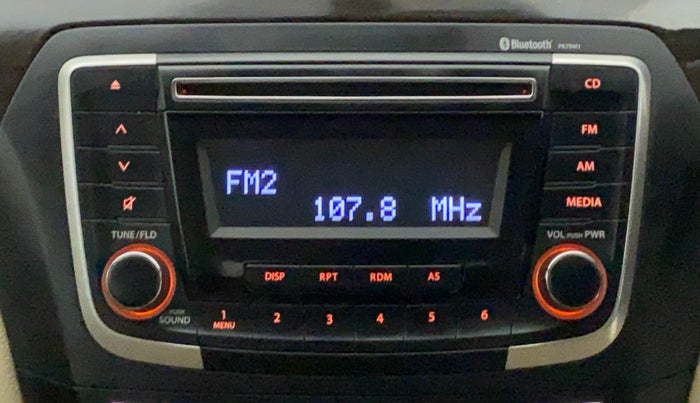 Bluetooth
CD
FM
AM
MEDIA
FM2
107.8 MHz
TUNE/FLD
VOL PUSH PWR
DISP RPT RDM AS
PUSH
SOUND
1 2 3 4 5 6
MENU